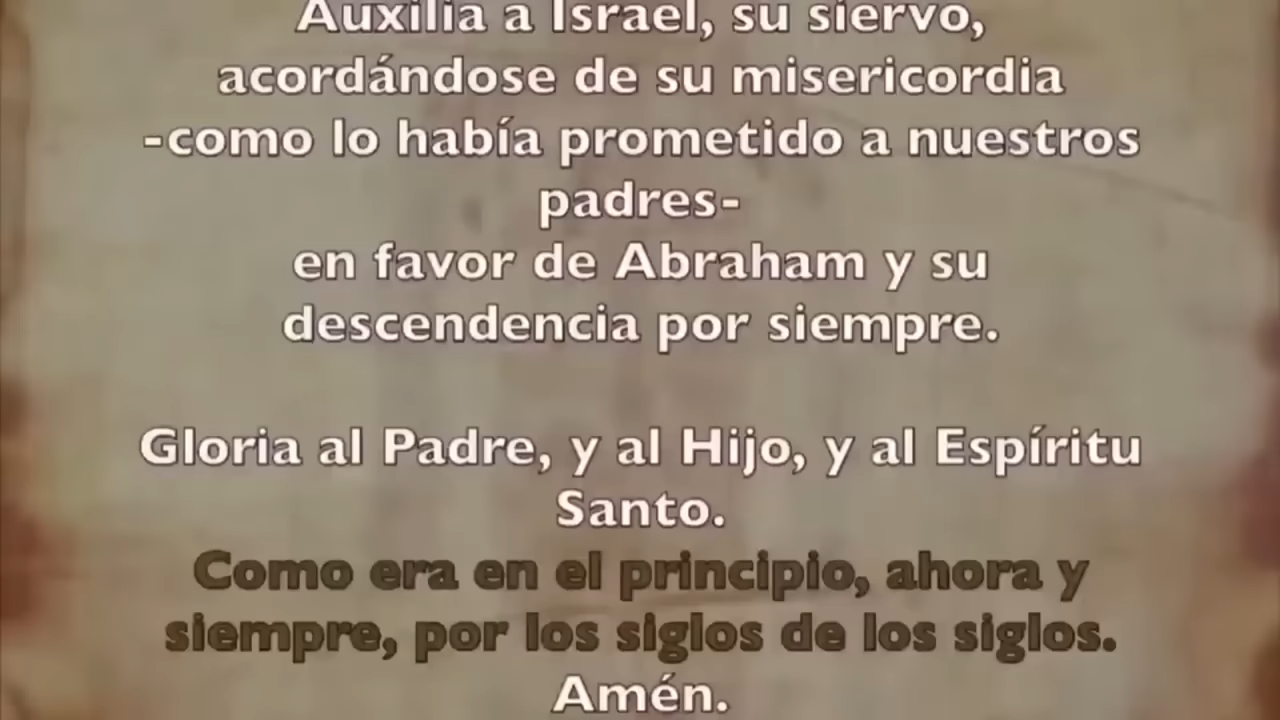 Auxilia a Israel, su siervo,
acordándose de su misericordia
-como lo había prometido a nuestros
padres-
en favor de Abraham y su
descendencia por siempre.
Gloria al Padre, y al Hijo, y al Espíritu
Santo.
Como era en el principio, ahora y
siempre, por los siglos de los siglos.
Amén.